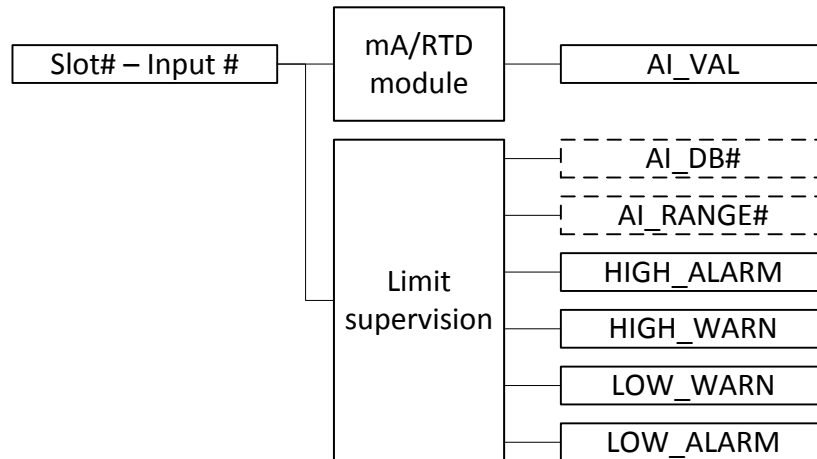 Slot# – Input #
mA/RTD
module
AI_VAL
Limit
supervision
AI_DB#
AI_RANGE#
HIGH_ALARM
HIGH_WARN
LOW_WARN
LOW_ALARM